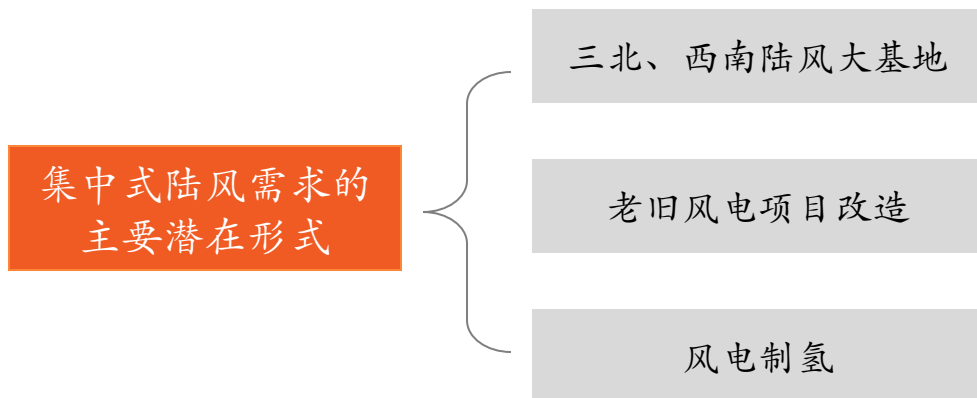 集中式陆风需求的
主要潜在形式
三北、西南陆风大基地
老旧风电项目改造
风电制氢